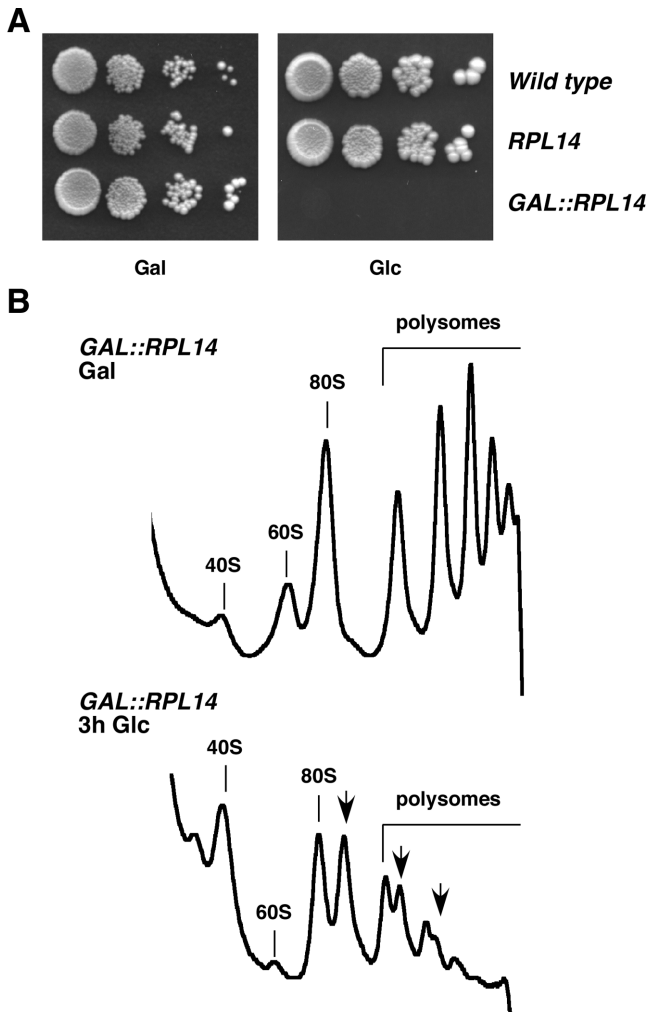 A
Wild type
RPL14
GAL::RPL14
Gal
Glc
B
GAL::RPL14
Gal
polysomes
80S
60S
40S
GAL::RPL14
3h Glc
40S
80S
polysomes
60S